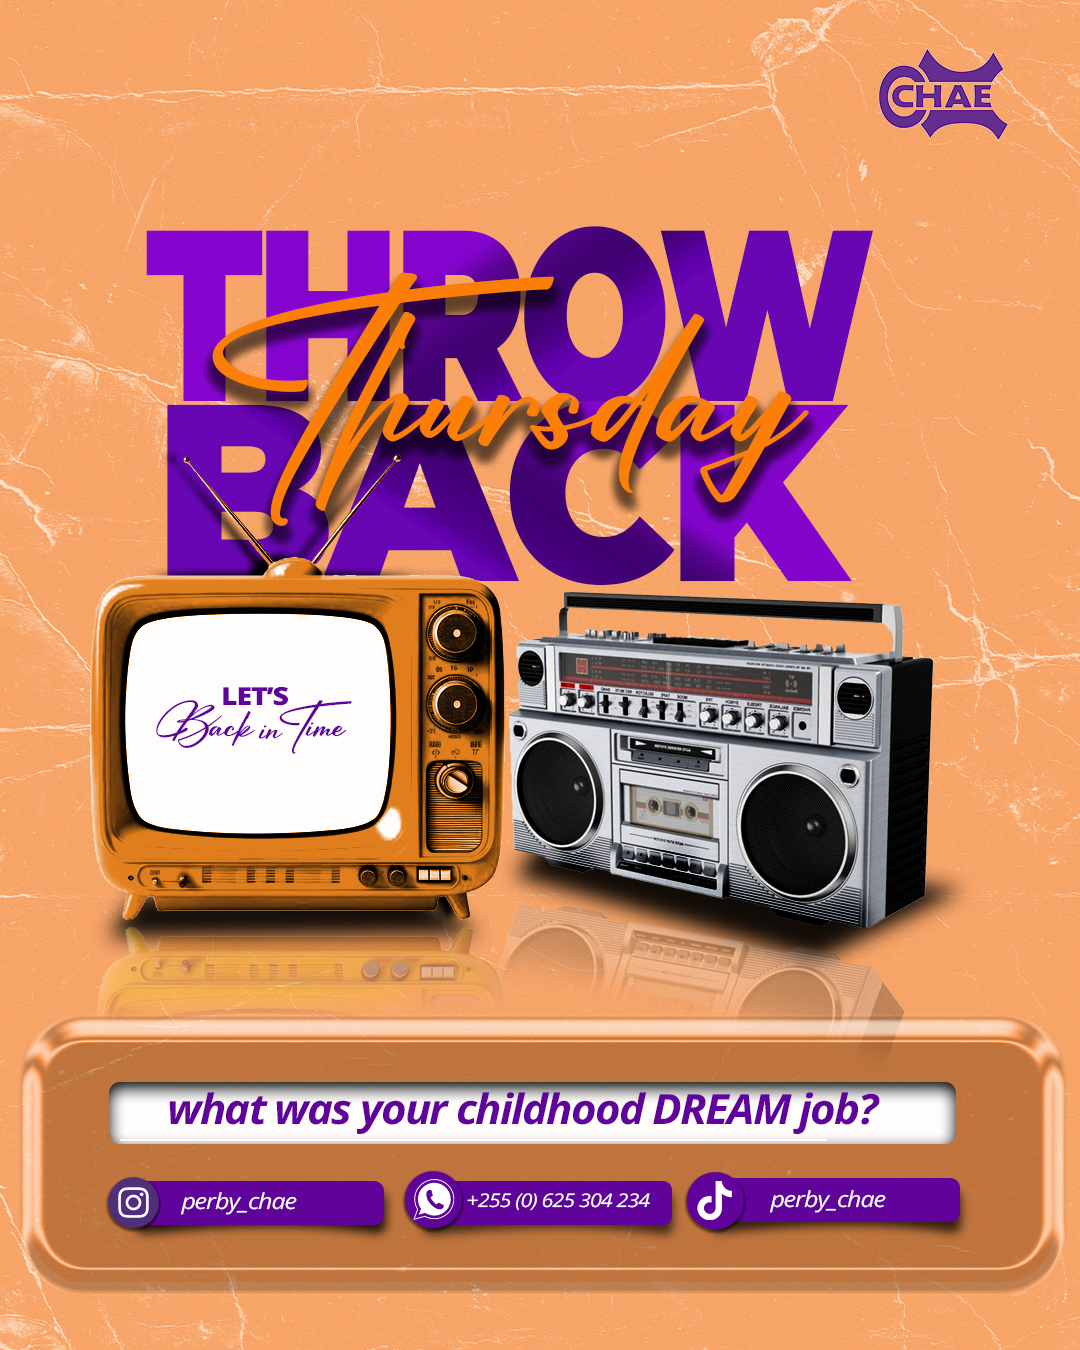 CHAE
THROW
Thursday
BACK
LET'S
Back in Time
what was your childhood DREAM job?
perby_chae
+255 (0) 625 304 234
perby_chae